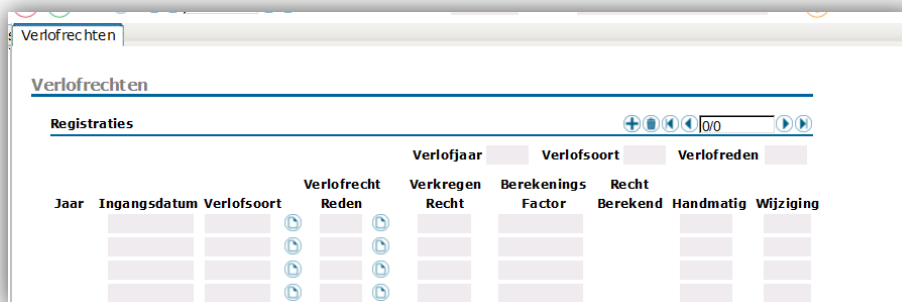 Verlofrechten
Verlofrechten
Registraties 0/0
Verlofjaar Verlofsoort Verlofreden
Verlofrecht Verkregen Berekenings Recht
Jaar Ingangsdatum Verlofsoort Reden Recht Factor Berekend Handmatig Wijziging